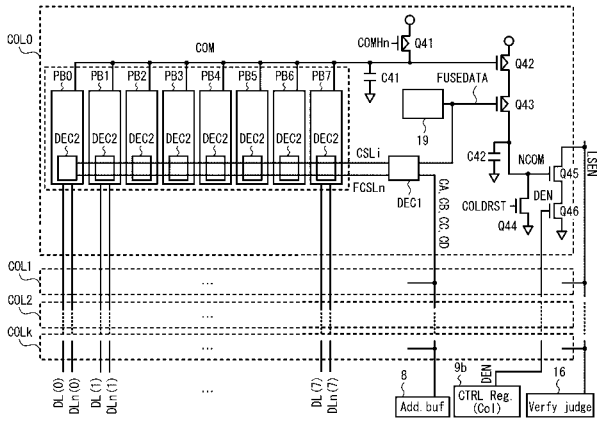 COL0
COM
COMHn
Q41
PB0 PB1 PB2 PB3 PB4 PB5 PB6 PB7
C41
Q42
FUSEDATA
Q43
19
DEC2 DEC2 DEC2 DEC2 DEC2 DEC2 DEC2 DEC2
CSLi
FCSLn
DEC1
C42
NCOM
LSEN
Q45
DEN
Q46
COLDRST
Q44
CA, CB, CC, CD
COL1
...
COL2
...
COLk
...
DL(0)
DLn(0)
DL(1)
DLn(1)
...
DL(7)
DLn(7)
8
Add. buf
9b
DEN
CTRL Reg.
(Col)
16
Verfy judge